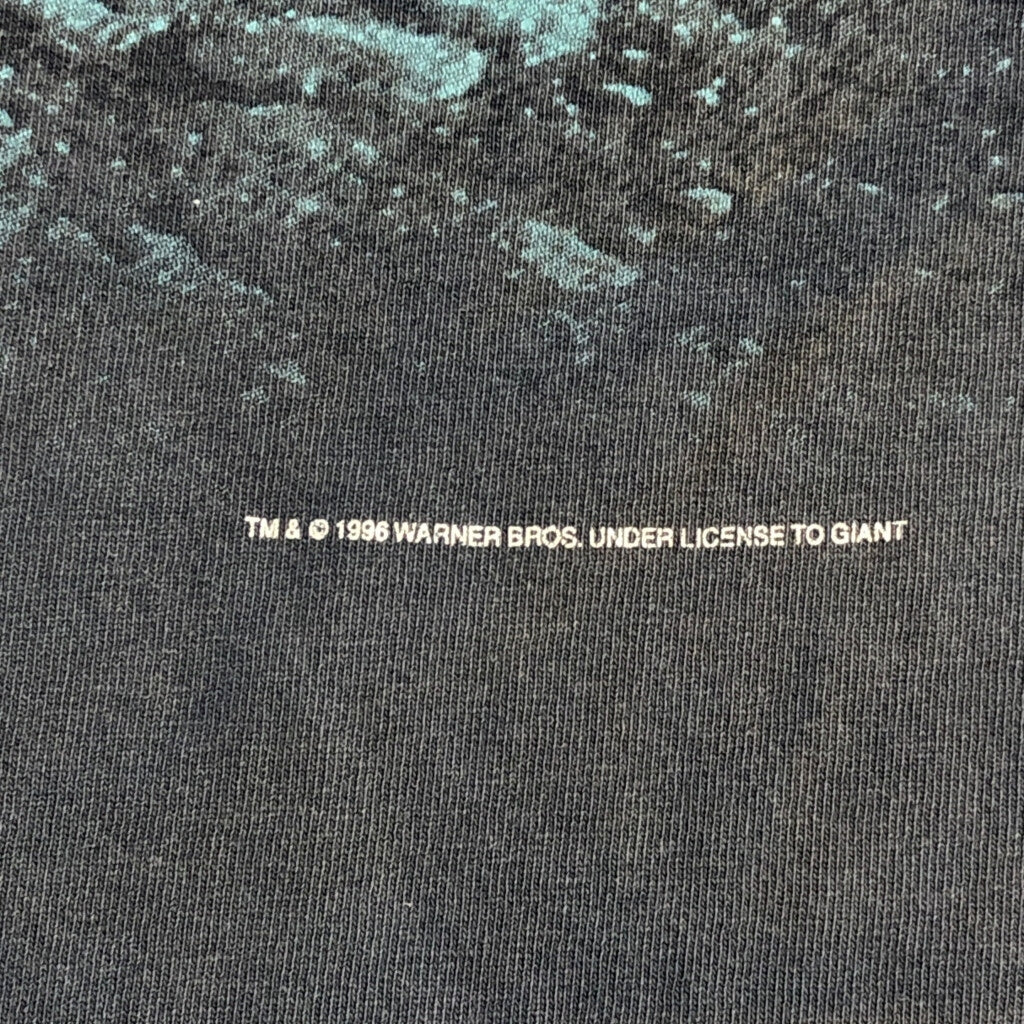 TM & © 1996 WARNER BROS. UNDER LICENSE TO GIANT